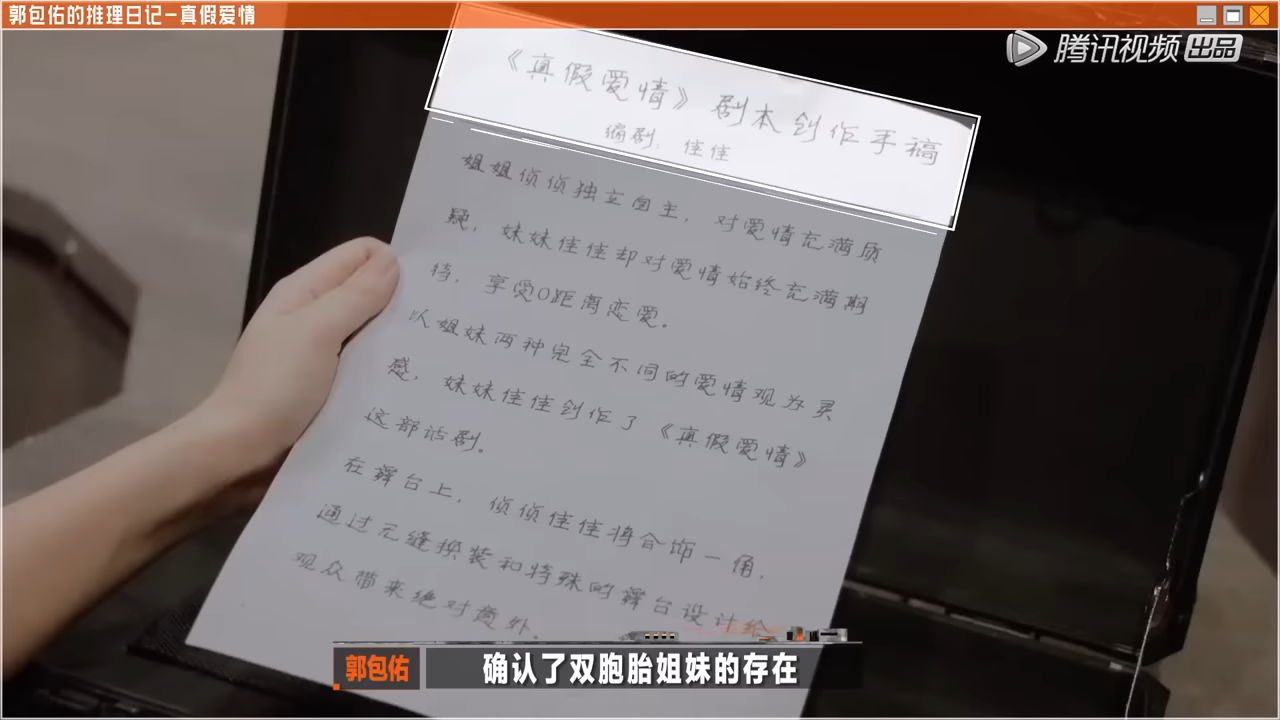 郭包佑的推理日记-真假爱情
腾讯视频 出品
《真假爱情》剧本创作手稿
编剧：佳佳
姐姐侦侦独立自主，对爱情充满质
疑，妹妹佳佳却对爱情始终充满期
待，享受0距离恋爱。
以姐妹两种完全不同的爱情观为灵
感，妹妹佳佳创作了《真假爱情》
这部话剧。
在舞台上，侦侦佳佳将合饰一角，
通过无缝换装和特殊的舞台设计给
观众带来绝对意外。
郭包佑 确认了双胞胎姐妹的存在